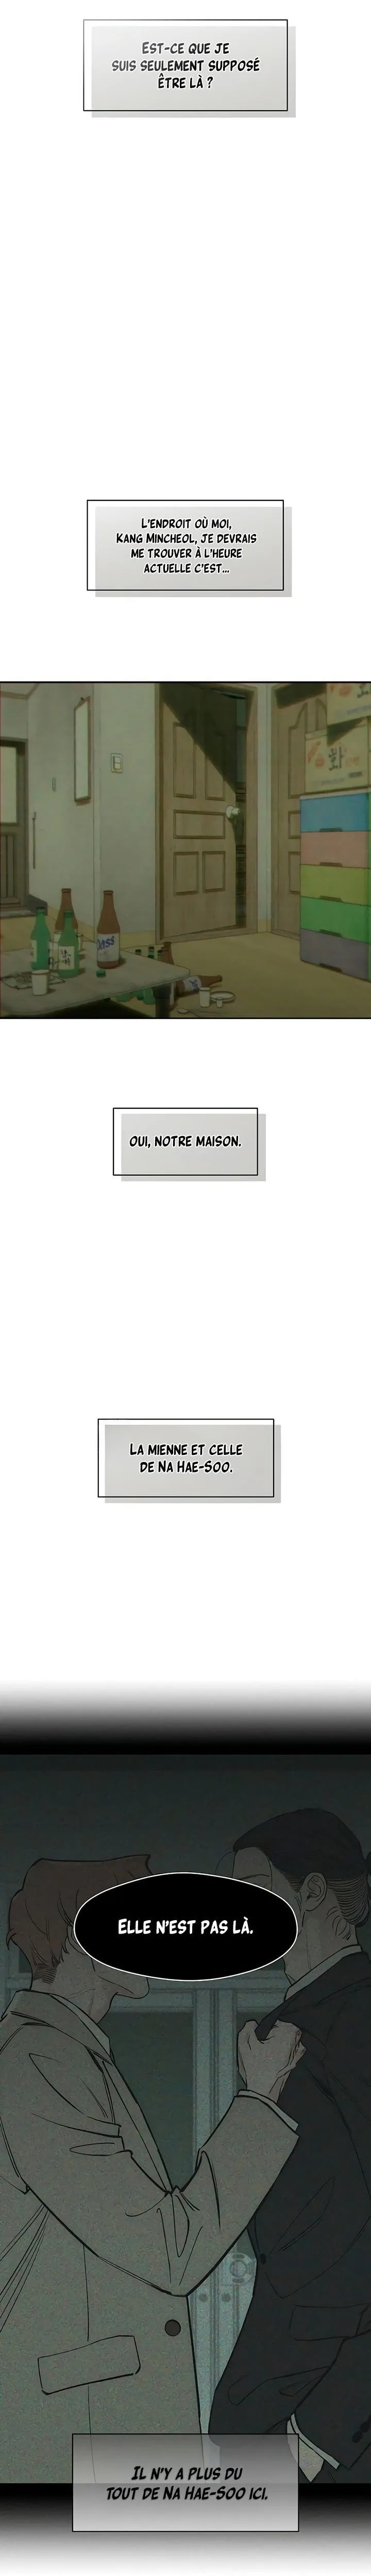 EST-CE QUE JE
SUIS SEULEMENT SUPPOSÉ
ÊTRE LÀ ?
L'ENDROIT OÙ MOI,
KANG MINCHEOL, JE DEVRAIS
ME TROUVER À L'HEURE
ACTUELLE C'EST...
OUI, NOTRE MAISON.
LA MIENNE ET CELLE
DE NA HAE-SOO.
ELLE N'EST PAS LÀ.
IL N'Y A PLUS DU
TOUT DE NA HAE-SOO ICI.